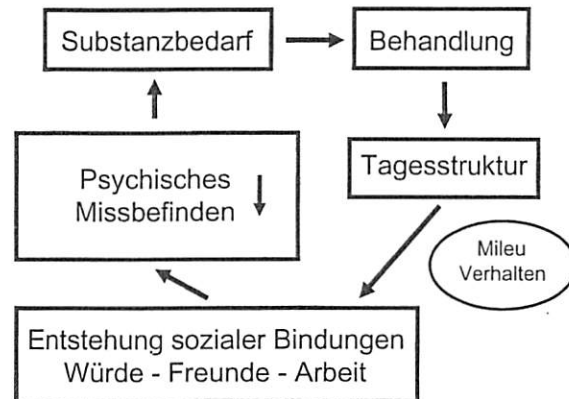 Substanzbedarf
Behandlung
Psychisches
Missbefinden
Tagesstruktur
Mileu
Verhalten
Entstehung sozialer Bindungen
Würde - Freunde - Arbeit